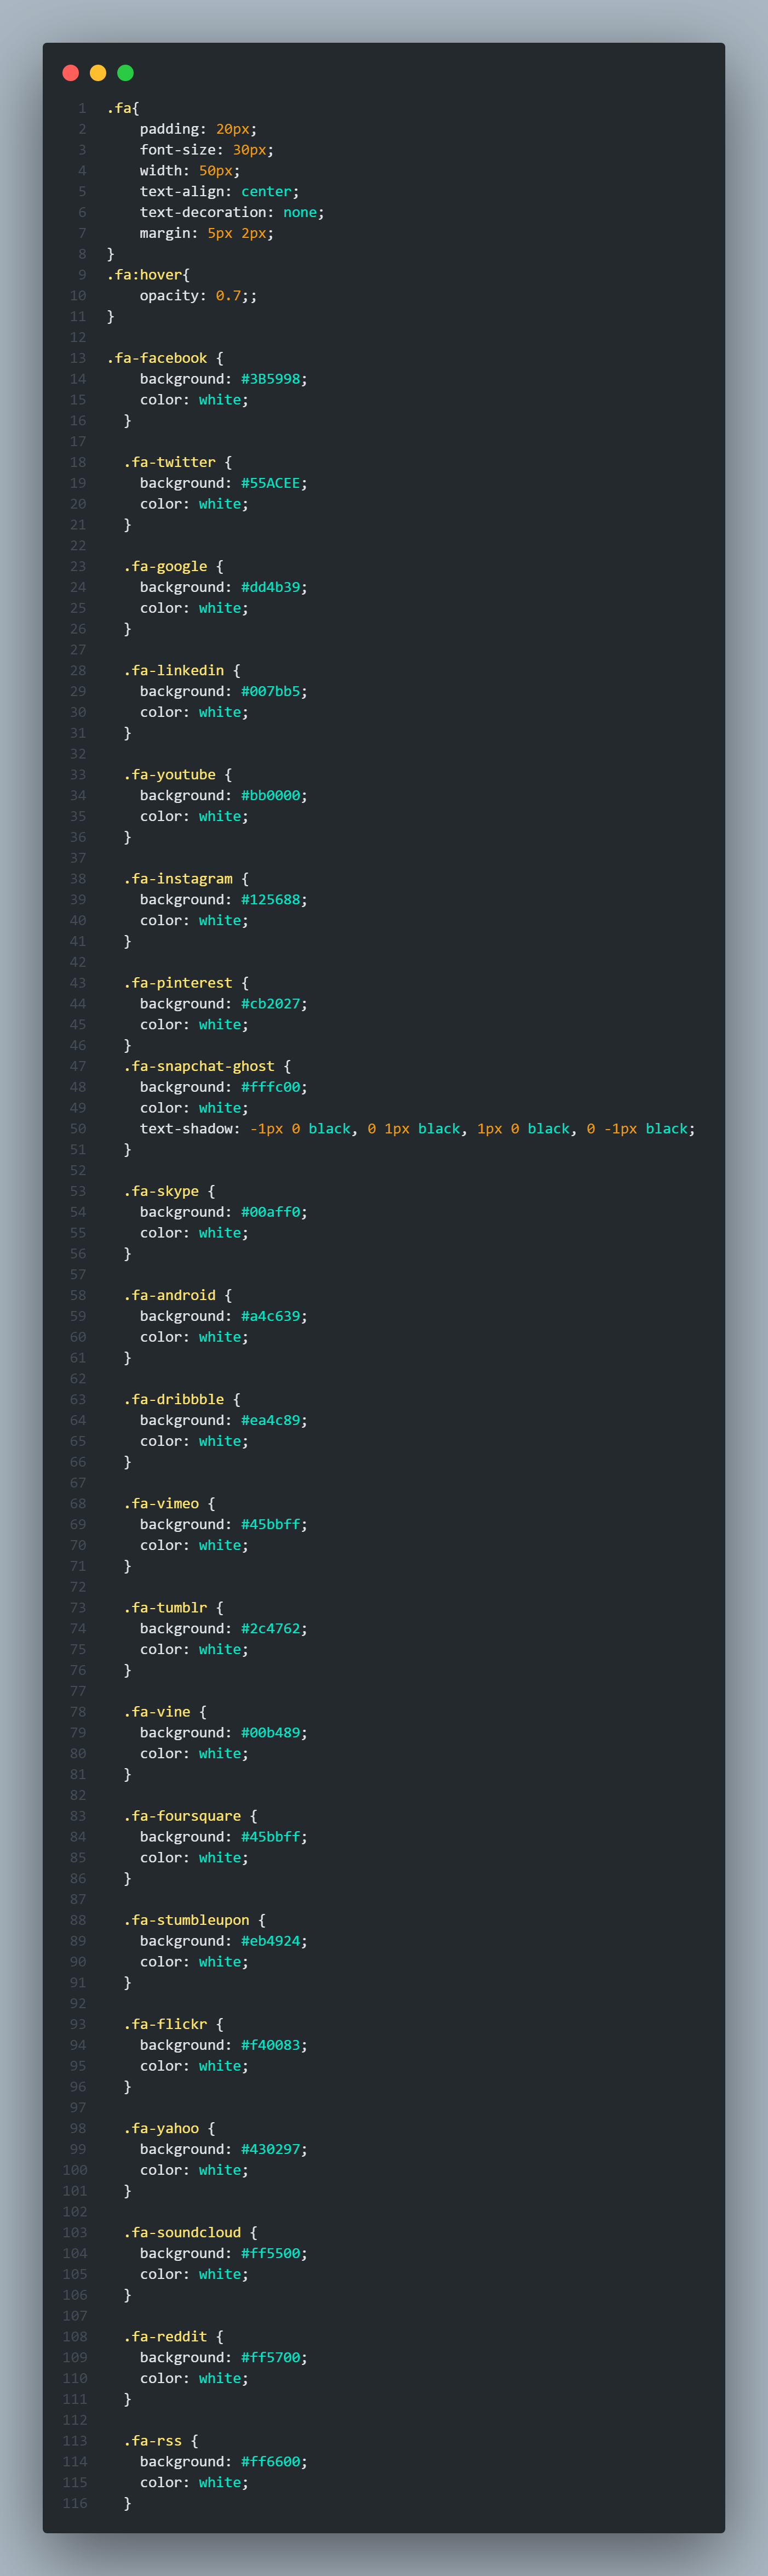 1 .fa{
2 padding: 20px;
3 font-size: 30px;
4 width: 50px;
5 text-align: center;
6 text-decoration: none;
7 margin: 5px 2px;
8 }
9 .fa:hover{
10 opacity: 0.7;;
11 }
12
13 .fa-facebook {
14 background: #3B5998;
15 color: white;
16 }
17
18 .fa-twitter {
19 background: #55ACEE;
20 color: white;
21 }
22
23 .fa-google {
24 background: #dd4b39;
25 color: white;
26 }
27
28 .fa-linkedin {
29 background: #007bb5;
30 color: white;
31 }
32
33 .fa-youtube {
34 background: #bb0000;
35 color: white;
36 }
37
38 .fa-instagram {
39 background: #125688;
40 color: white;
41 }
42
43 .fa-pinterest {
44 background: #cb2027;
45 color: white;
46 }
47 .fa-snapchat-ghost {
48 background: #fffc00;
49 color: white;
50 text-shadow: -1px 0 black, 0 1px black, 1px 0 black, 0 -1px black;
51 }
52
53 .fa-skype {
54 background: #00aff0;
55 color: white;
56 }
57
58 .fa-android {
59 background: #a4c639;
60 color: white;
61 }
62
63 .fa-dribbble {
64 background: #ea4c89;
65 color: white;
66 }
67
68 .fa-vimeo {
69 background: #45bbff;
70 color: white;
71 }
72
73 .fa-tumblr {
74 background: #2c4762;
75 color: white;
76 }
77
78 .fa-vine {
79 background: #00b489;
80 color: white;
81 }
82
83 .fa-foursquare {
84 background: #45bbff;
85 color: white;
86 }
87
88 .fa-stumbleupon {
89 background: #eb4924;
90 color: white;
91 }
92
93 .fa-flickr {
94 background: #f40083;
95 color: white;
96 }
97
98 .fa-yahoo {
99 background: #430297;
100 color: white;
101 }
102
103 .fa-soundcloud {
104 background: #ff5500;
105 color: white;
106 }
107
108 .fa-reddit {
109 background: #ff5700;
110 color: white;
111 }
112
113 .fa-rss {
114 background: #ff6600;
115 color: white;
116 }